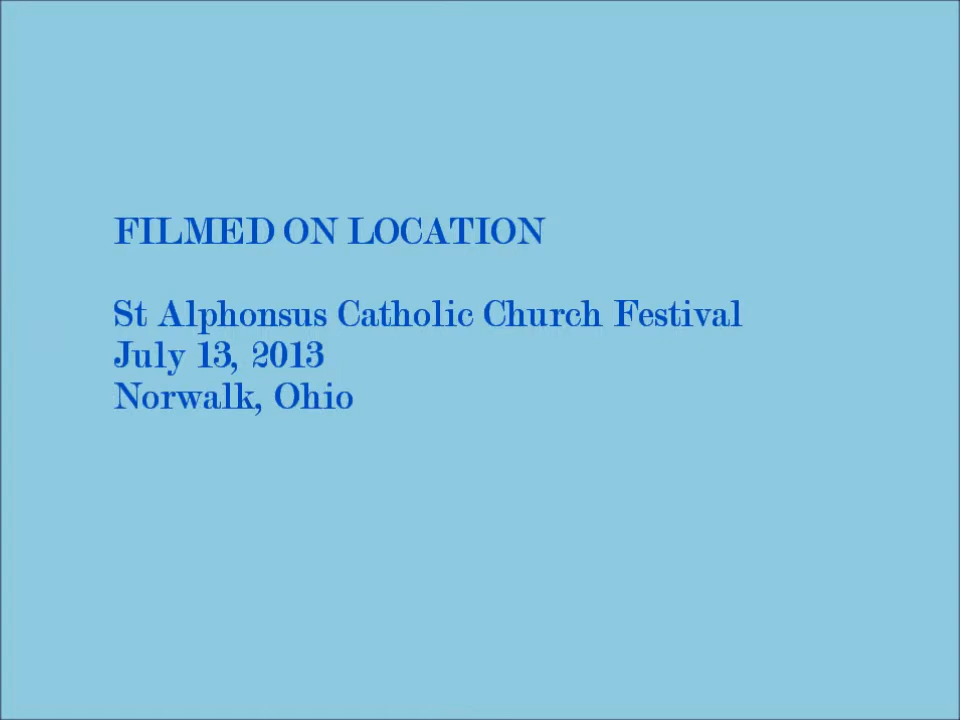 FILMED ON LOCATION
St Alphonsus Catholic Church Festival
July 13, 2013
Norwalk, Ohio